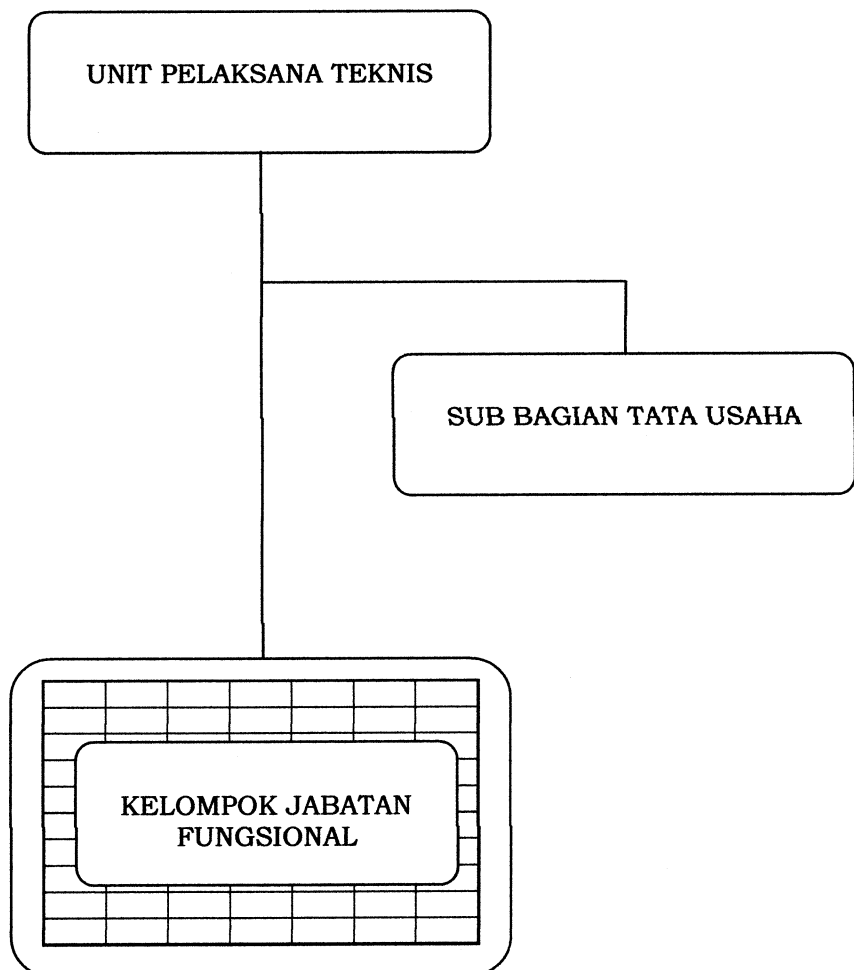 UNIT PELAKSANA TEKNIS
SUB BAGIAN TATA USAHA
KELOMPOK JABATAN
FUNGSIONAL